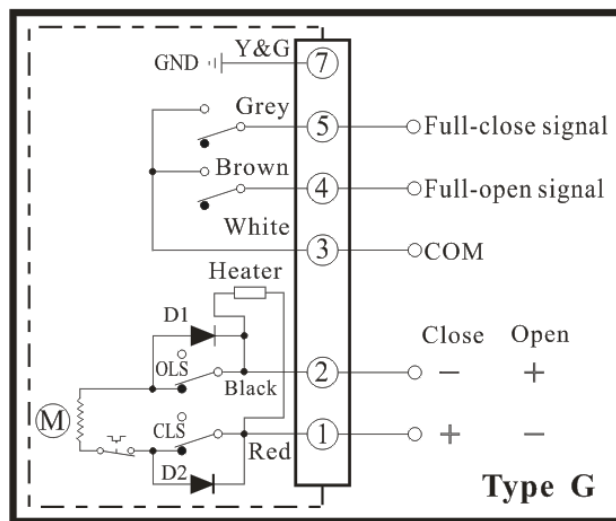 Y&G
GND 7
Grey 5 Full-close signal
Brown 4 Full-open signal
White 3 COM
Heater
D1 Close Open
OLS Black 2 − +
M CLS Red 1 + −
D2 Type G